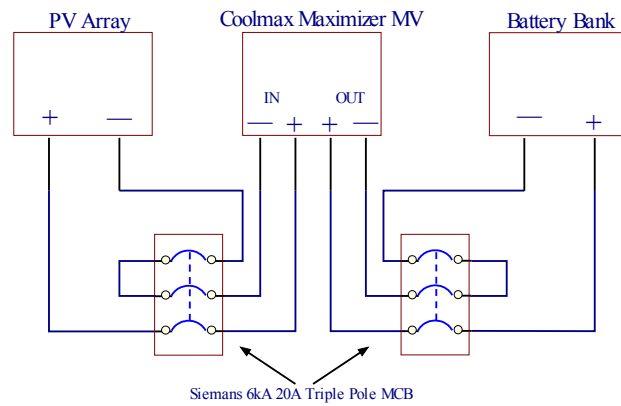 PV Array
Coolmax Maximizer MV
Battery Bank
IN
OUT
+ —
— + + —
— +
Siemans 6kA 20A Triple Pole MCB